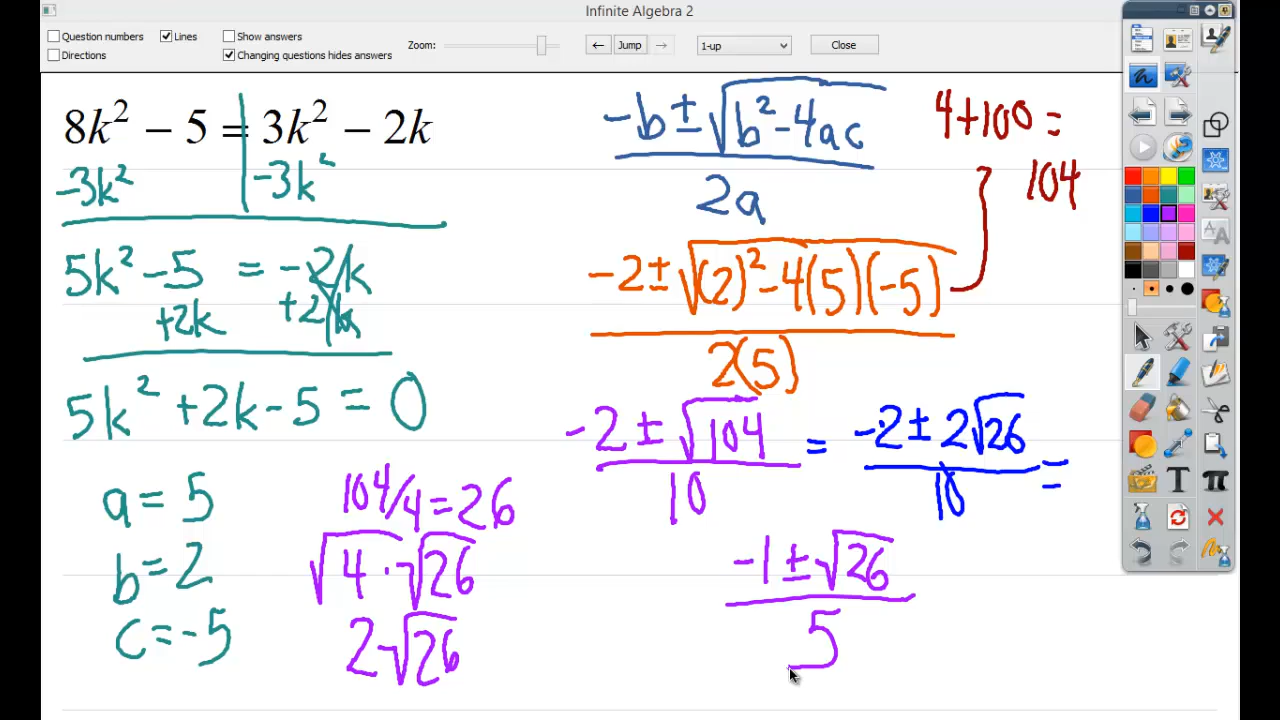 Infinite Algebra 2
Question numbers
Lines
Show answers
Directions
Changing questions hides answers
Zoom:
Jump
1-up
Close
8k² − 5 = 3k² − 2k
-3k² -3k²
5k² -5 = -2k
+2k +2k
5k² +2k -5 = 0
a = 5
b = 2
c = -5
104/4 = 26
√4 · √26
2√26
-b ± √b² - 4ac
2a
4+100 =
104
-2 ± √(2)² - 4(5)(-5)
2(5)
-2 ± √104 = -2 ± 2√26 =
10 10
-1 ± √26
5